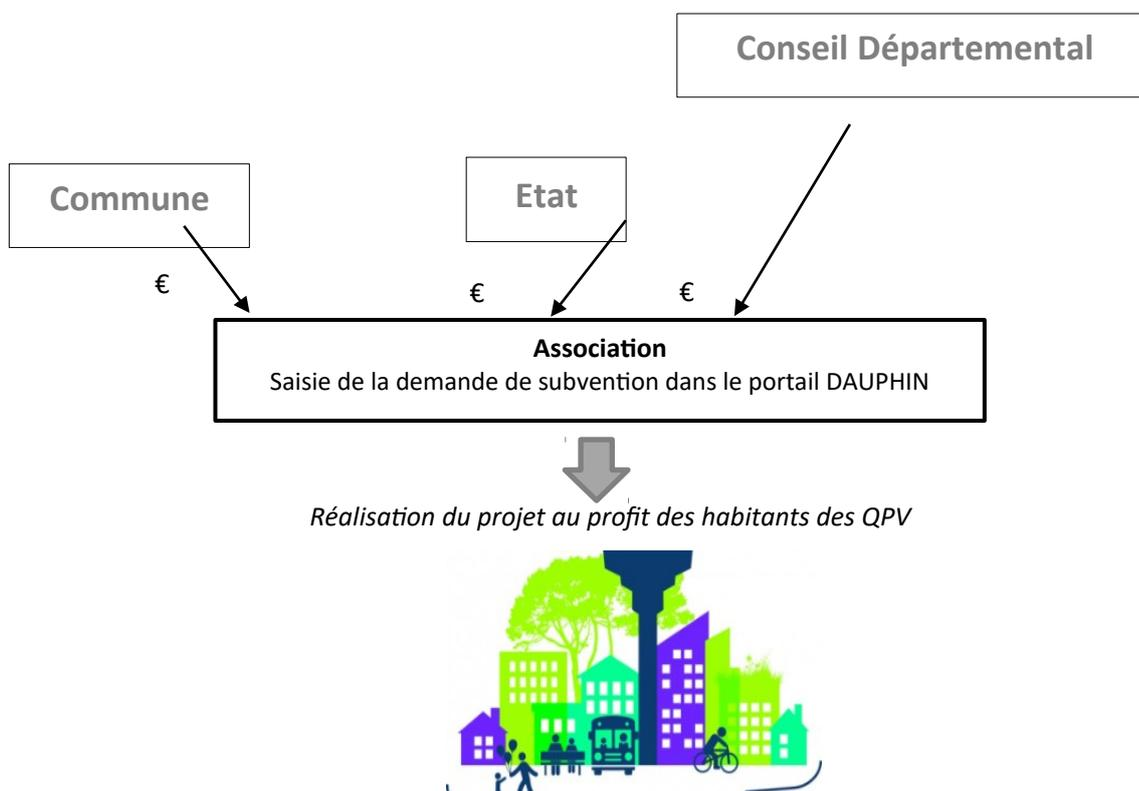 Conseil Départemental
Commune
Etat
€
€
€
Association
Saisie de la demande de subvention dans le portail DAUPHIN
Réalisation du projet au profit des habitants des QPV